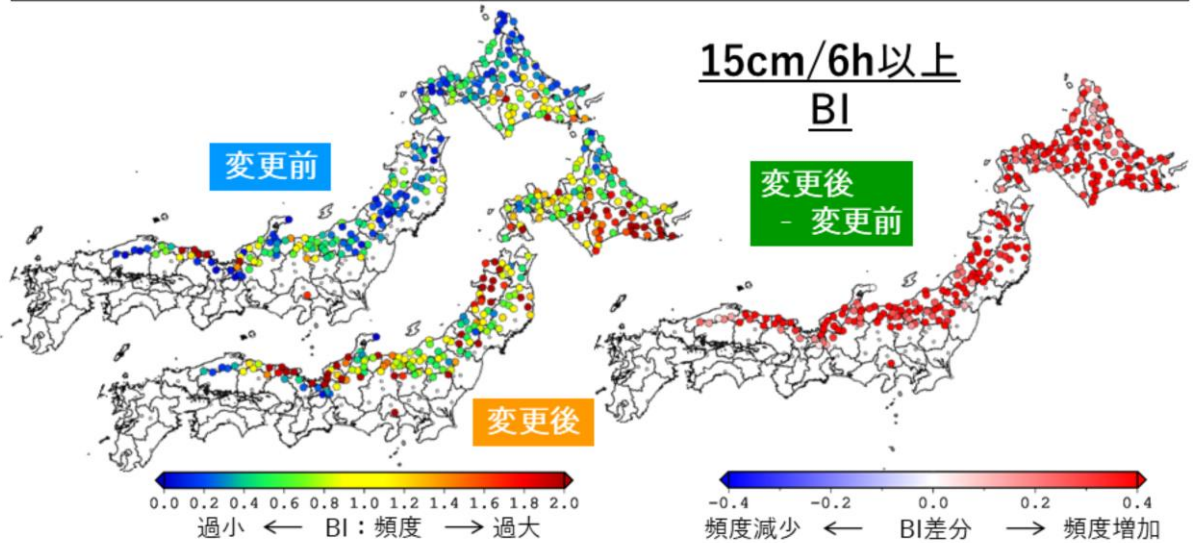 15cm/6h以上
BI
変更前
変更後
- 変更前
変更後
0.0 0.2 0.4 0.6 0.8 1.0 1.2 1.4 1.6 1.8 2.0
過小 ← BI：頻度 → 過大
-0.4 -0.2 0.0 0.2 0.4
頻度減少 ← BI差分 → 頻度増加